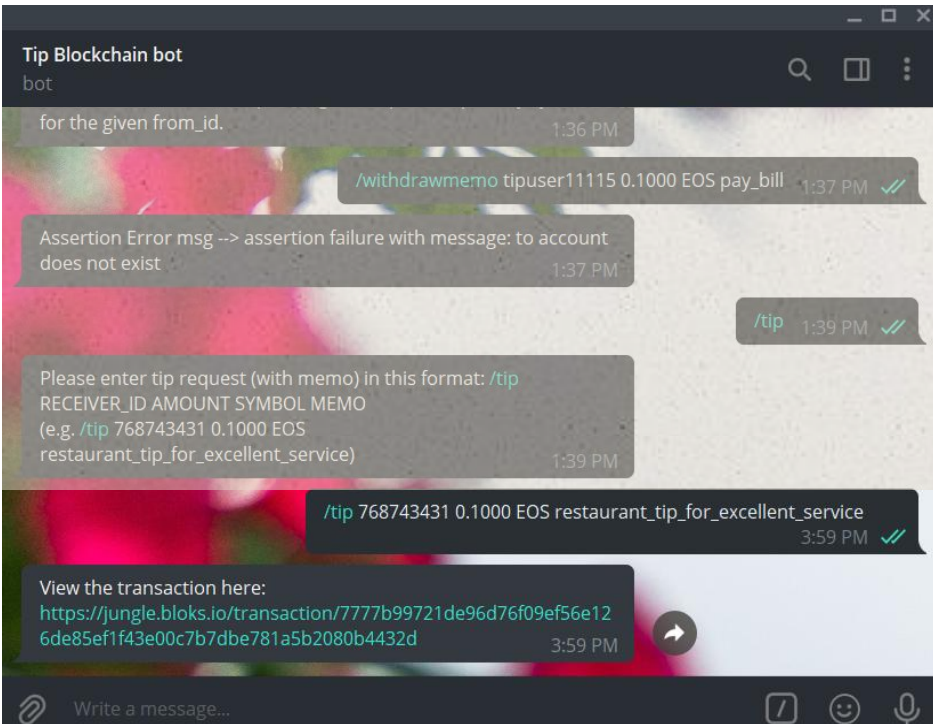 Tip Blockchain bot
bot
for the given from_id.
1:36 PM
/withdrawmemo tipuser11115 0.1000 EOS pay_bill 1:37 PM
Assertion Error msg --> assertion failure with message: to account
does not exist
1:37 PM
/tip 1:39 PM
Please enter tip request (with memo) in this format: /tip
RECEIVER_ID AMOUNT SYMBOL MEMO
(e.g. /tip 768743431 0.1000 EOS
restaurant_tip_for_excellent_service)
1:39 PM
/tip 768743431 0.1000 EOS restaurant_tip_for_excellent_service
3:59 PM
View the transaction here:
https://jungle.bloks.io/transaction/7777b99721de96d76f09ef56e12
6de85ef1f43e00c7b7dbe781a5b2080b4432d
3:59 PM
Write a message...